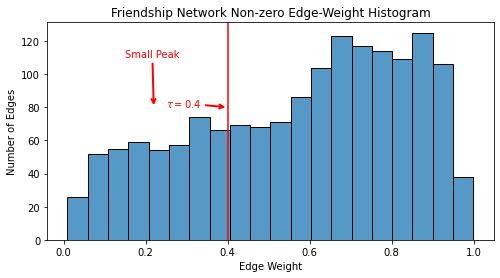 Friendship Network Non-zero Edge-Weight Histogram
Number of Edges
120
100
80
60
40
20
0
Small Peak
τ = 0.4
0.0 0.2 0.4 0.6 0.8 1.0
Edge Weight